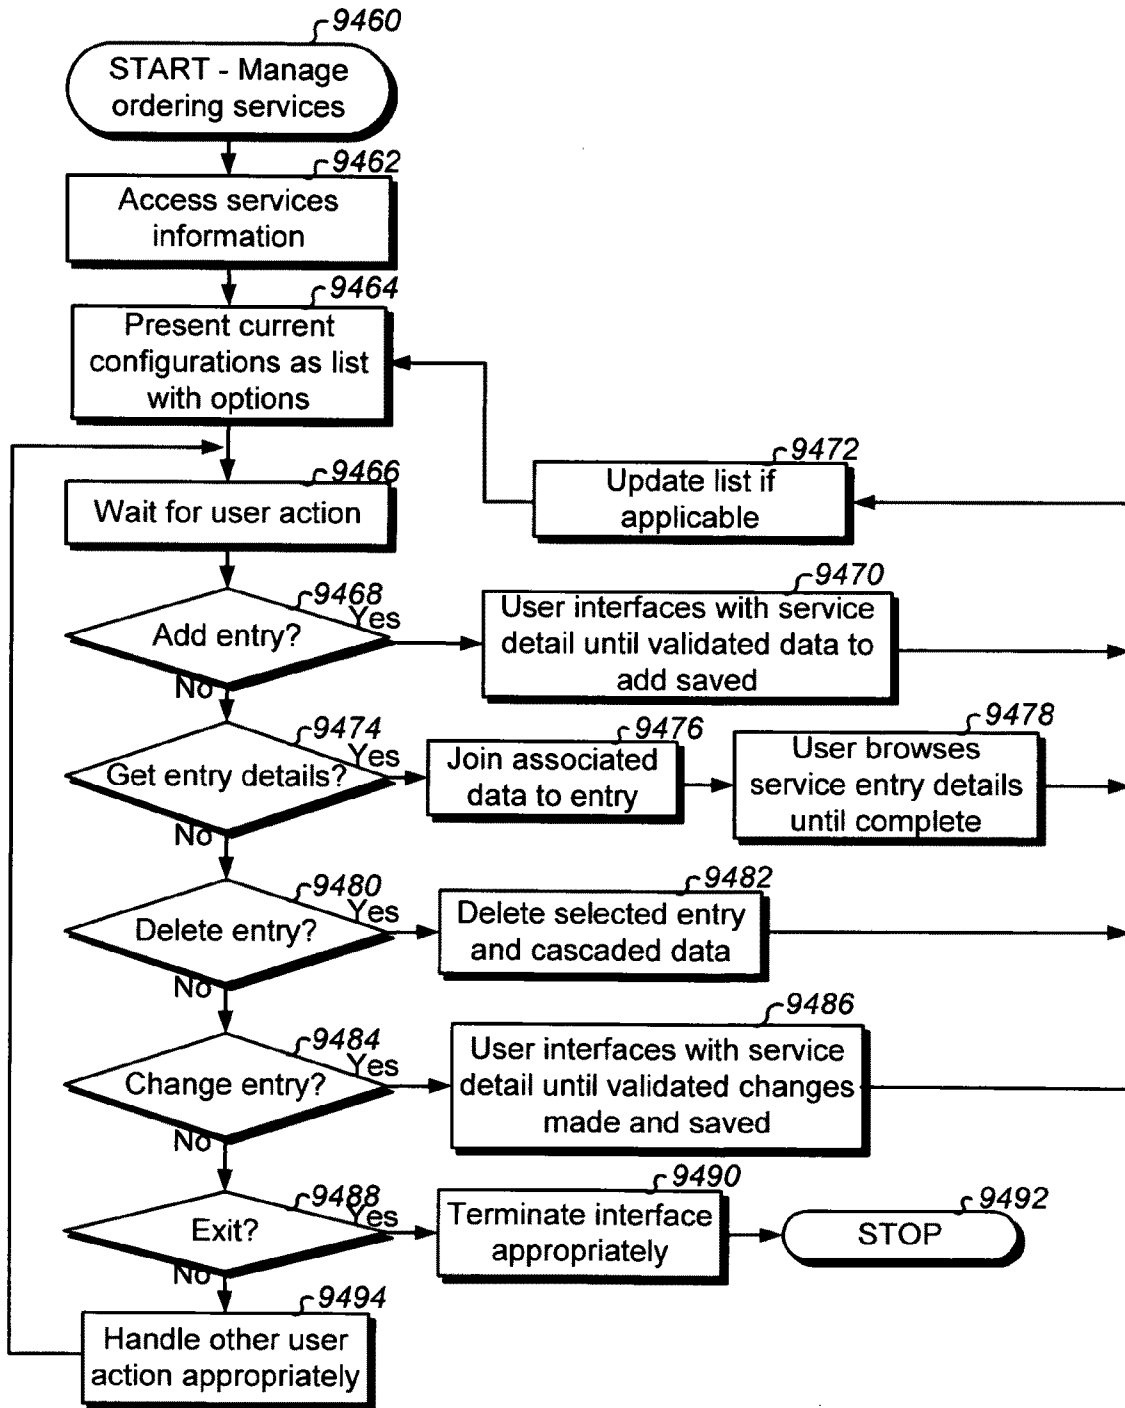 9460
START - Manage
ordering services
9462
Access services
information
9464
Present current
configurations as list
with options
9466
Wait for user action
9472
Update list if
applicable
9468
Add entry?
Yes
No
9470
User interfaces with service
detail until validated data to
add saved
9474
Get entry details?
Yes
No
9476
Join associated
data to entry
9478
User browses
service entry details
until complete
9480
Delete entry?
Yes
No
9482
Delete selected entry
and cascaded data
9484
Change entry?
Yes
No
9486
User interfaces with service
detail until validated changes
made and saved
9488
Exit?
Yes
No
9490
Terminate interface
appropriately
9492
STOP
9494
Handle other user
action appropriately